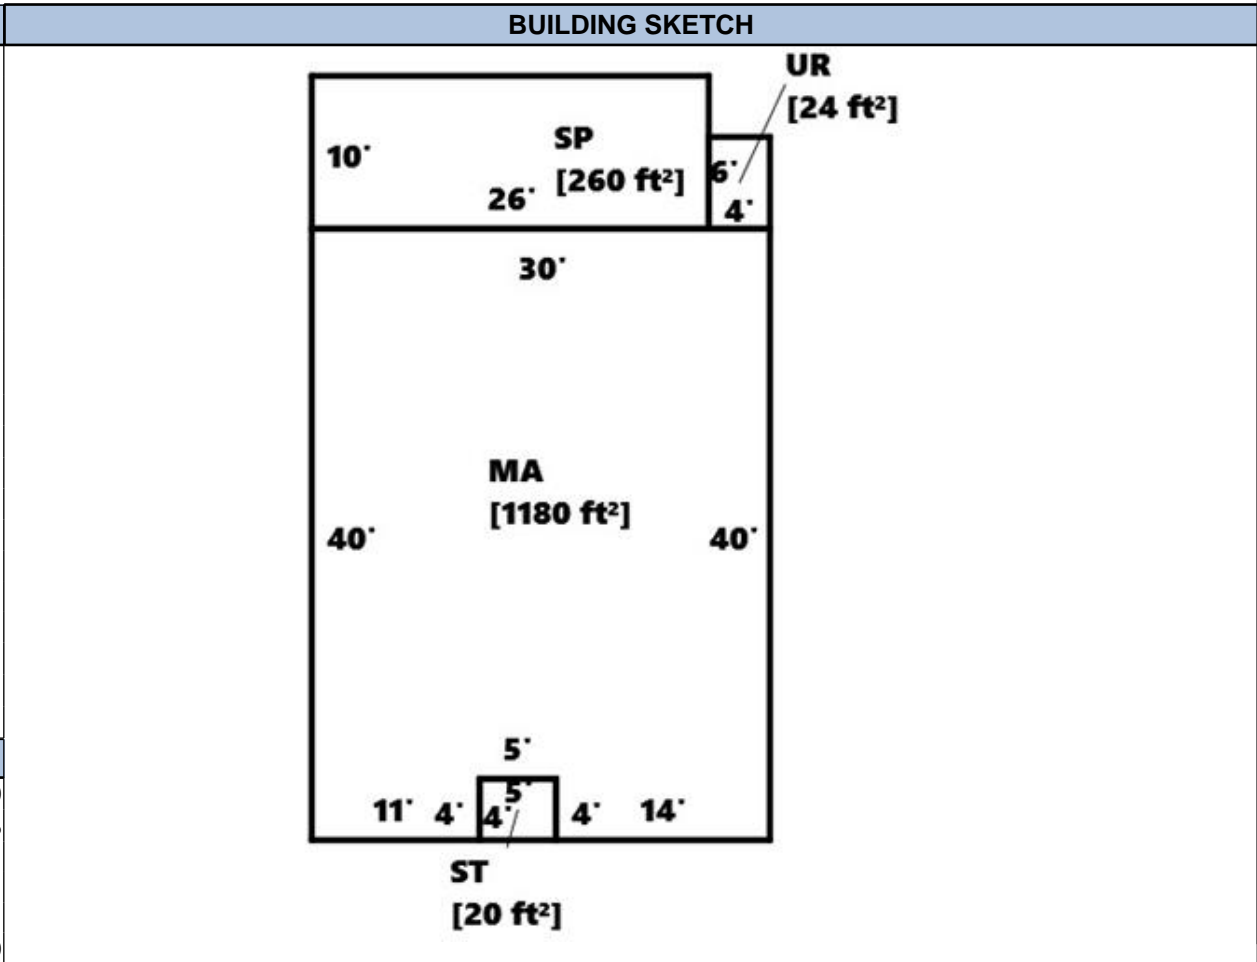 BUILDING SKETCH
UR
[24 ft²]
SP
[260 ft²]
10'
26'
6'
4'
30'
MA
[1180 ft²]
40'
40'
5'
5'
11'
4'
4'
4'
14'
ST
[20 ft²]